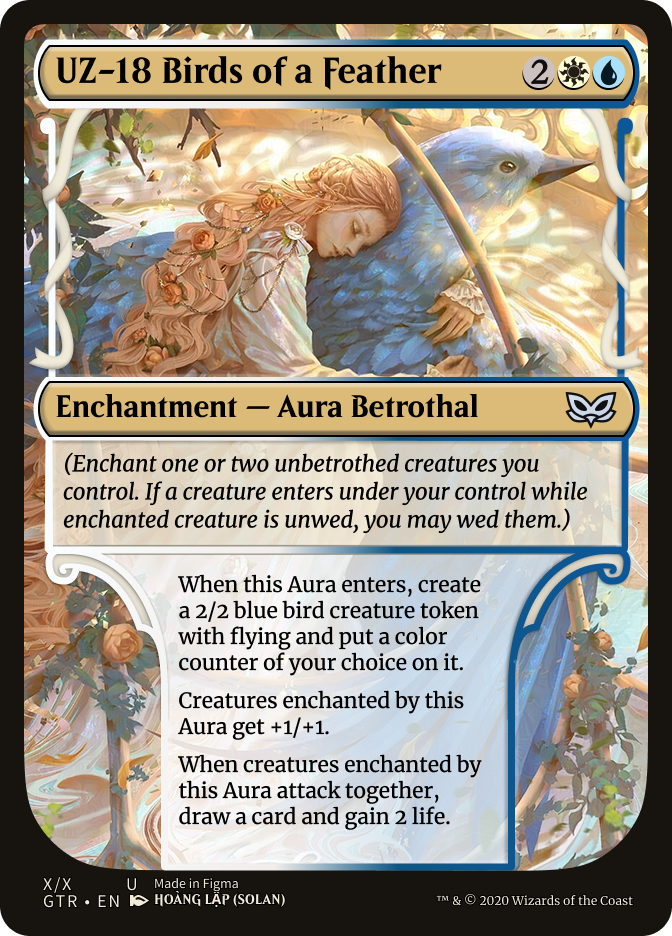 UZ-18 Birds of a Feather 2
Enchantment — Aura Betrothal
(Enchant one or two unbetrothed creatures you
control. If a creature enters under your control while
enchanted creature is unwed, you may wed them.)
When this Aura enters, create
a 2/2 blue bird creature token
with flying and put a color
counter of your choice on it.
Creatures enchanted by this
Aura get +1/+1.
When creatures enchanted by
this Aura attack together,
draw a card and gain 2 life.
X/X U Made in Figma
GTR • EN HOÀNG LẬP (SOLAN) ™ & © 2020 Wizards of the Coast